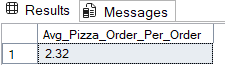 Results Messages
Avg_Pizza_Order_Per_Order
1 2.32